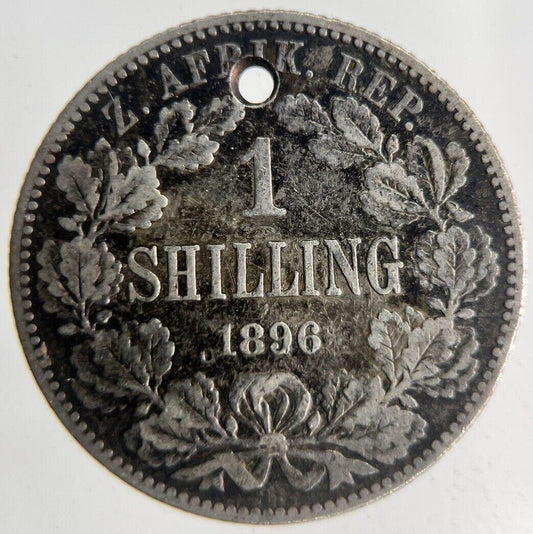 Z. AFRIK. REP.
1
SHILLING
1896